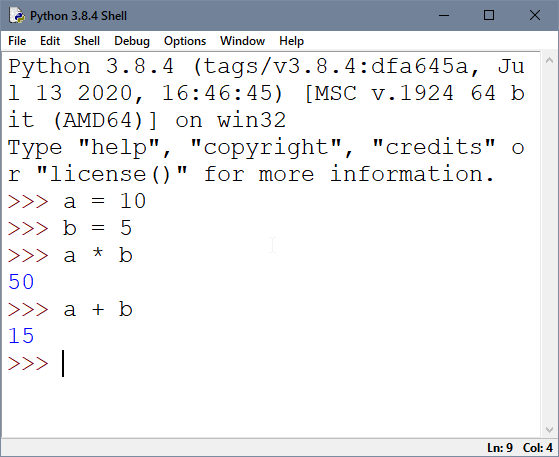 Python 3.8.4 Shell
File Edit Shell Debug Options Window Help
Python 3.8.4 (tags/v3.8.4:dfa645a, Ju
l 13 2020, 16:46:45) [MSC v.1924 64 b
it (AMD64)] on win32
Type "help", "copyright", "credits" o
r "license()" for more information.
>>> a = 10
>>> b = 5
>>> a * b
50
>>> a + b
15
>>>
Ln: 9 Col: 4